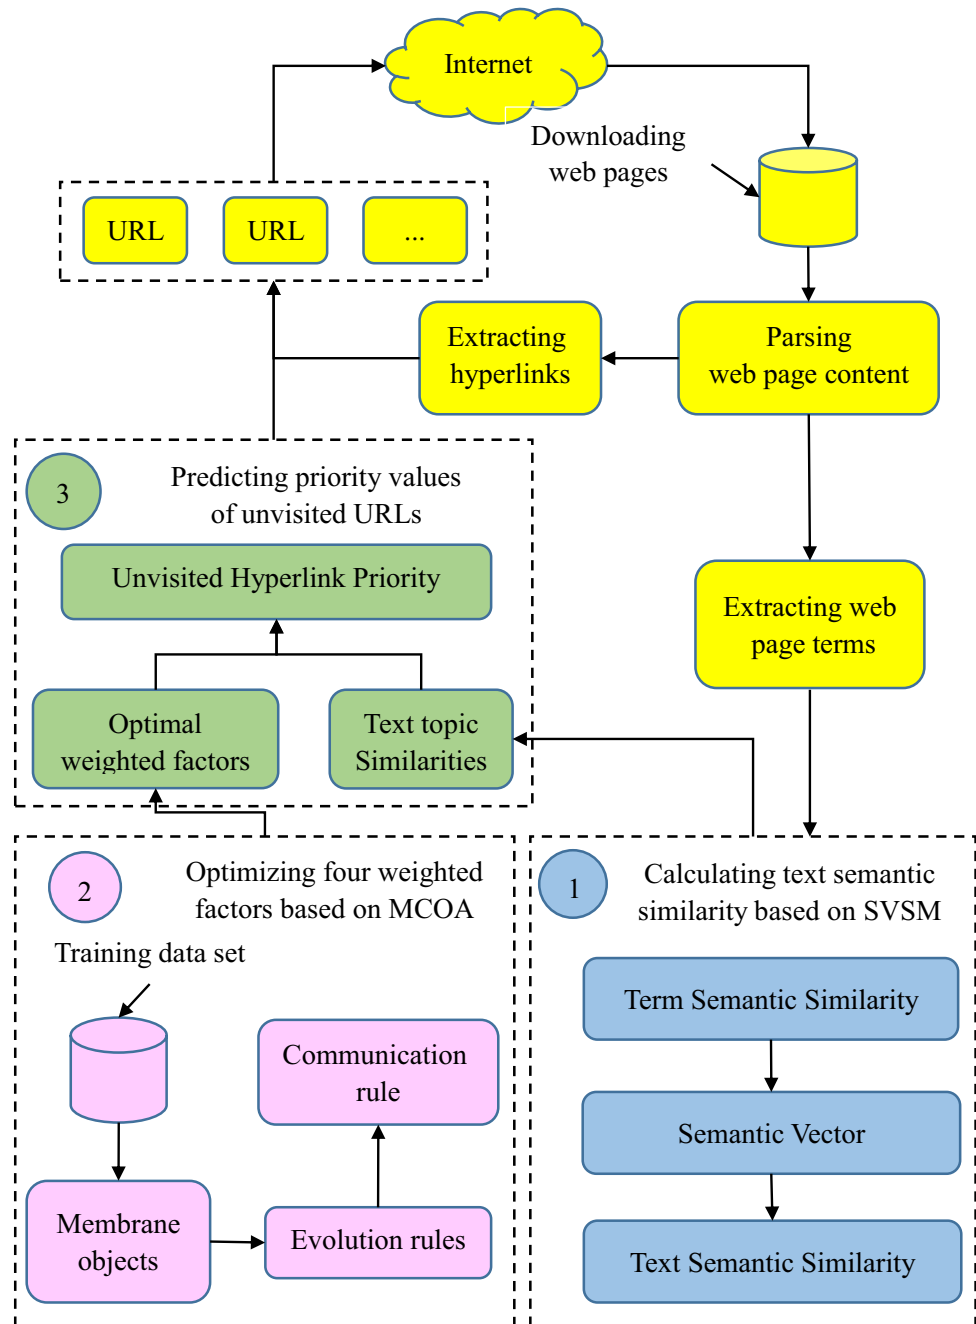 Internet
Downloading
web pages
URL
URL
...
Extracting
hyperlinks
Parsing
web page content
3
Predicting priority values
of unvisited URLs
Unvisited Hyperlink Priority
Extracting web
page terms
Optimal
weighted factors
Text topic
Similarities
2
Optimizing four weighted
factors based on MCOA
Training data set
Communication
rule
Membrane
objects
Evolution rules
1
Calculating text semantic
similarity based on SVSM
Term Semantic Similarity
Semantic Vector
Text Semantic Similarity